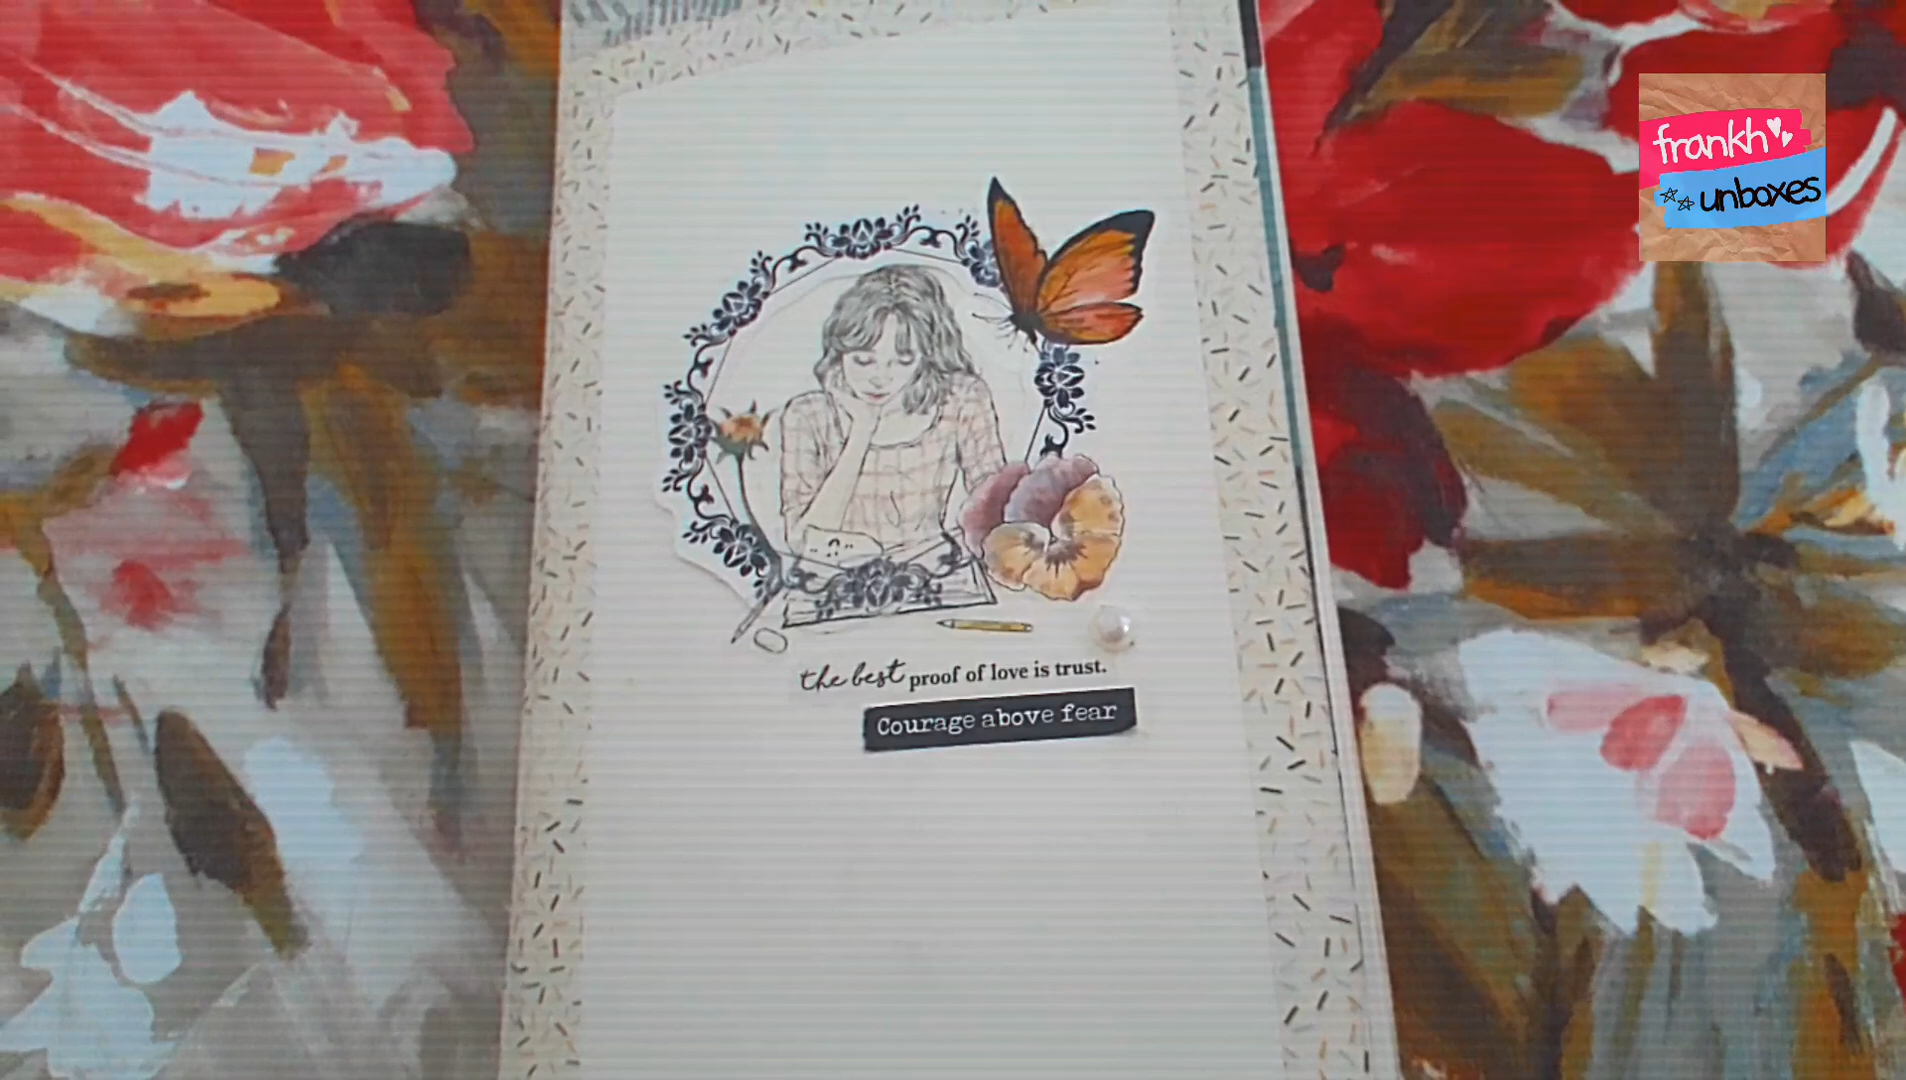 frankh
unboxes
the best proof of love is trust.
Courage above fear